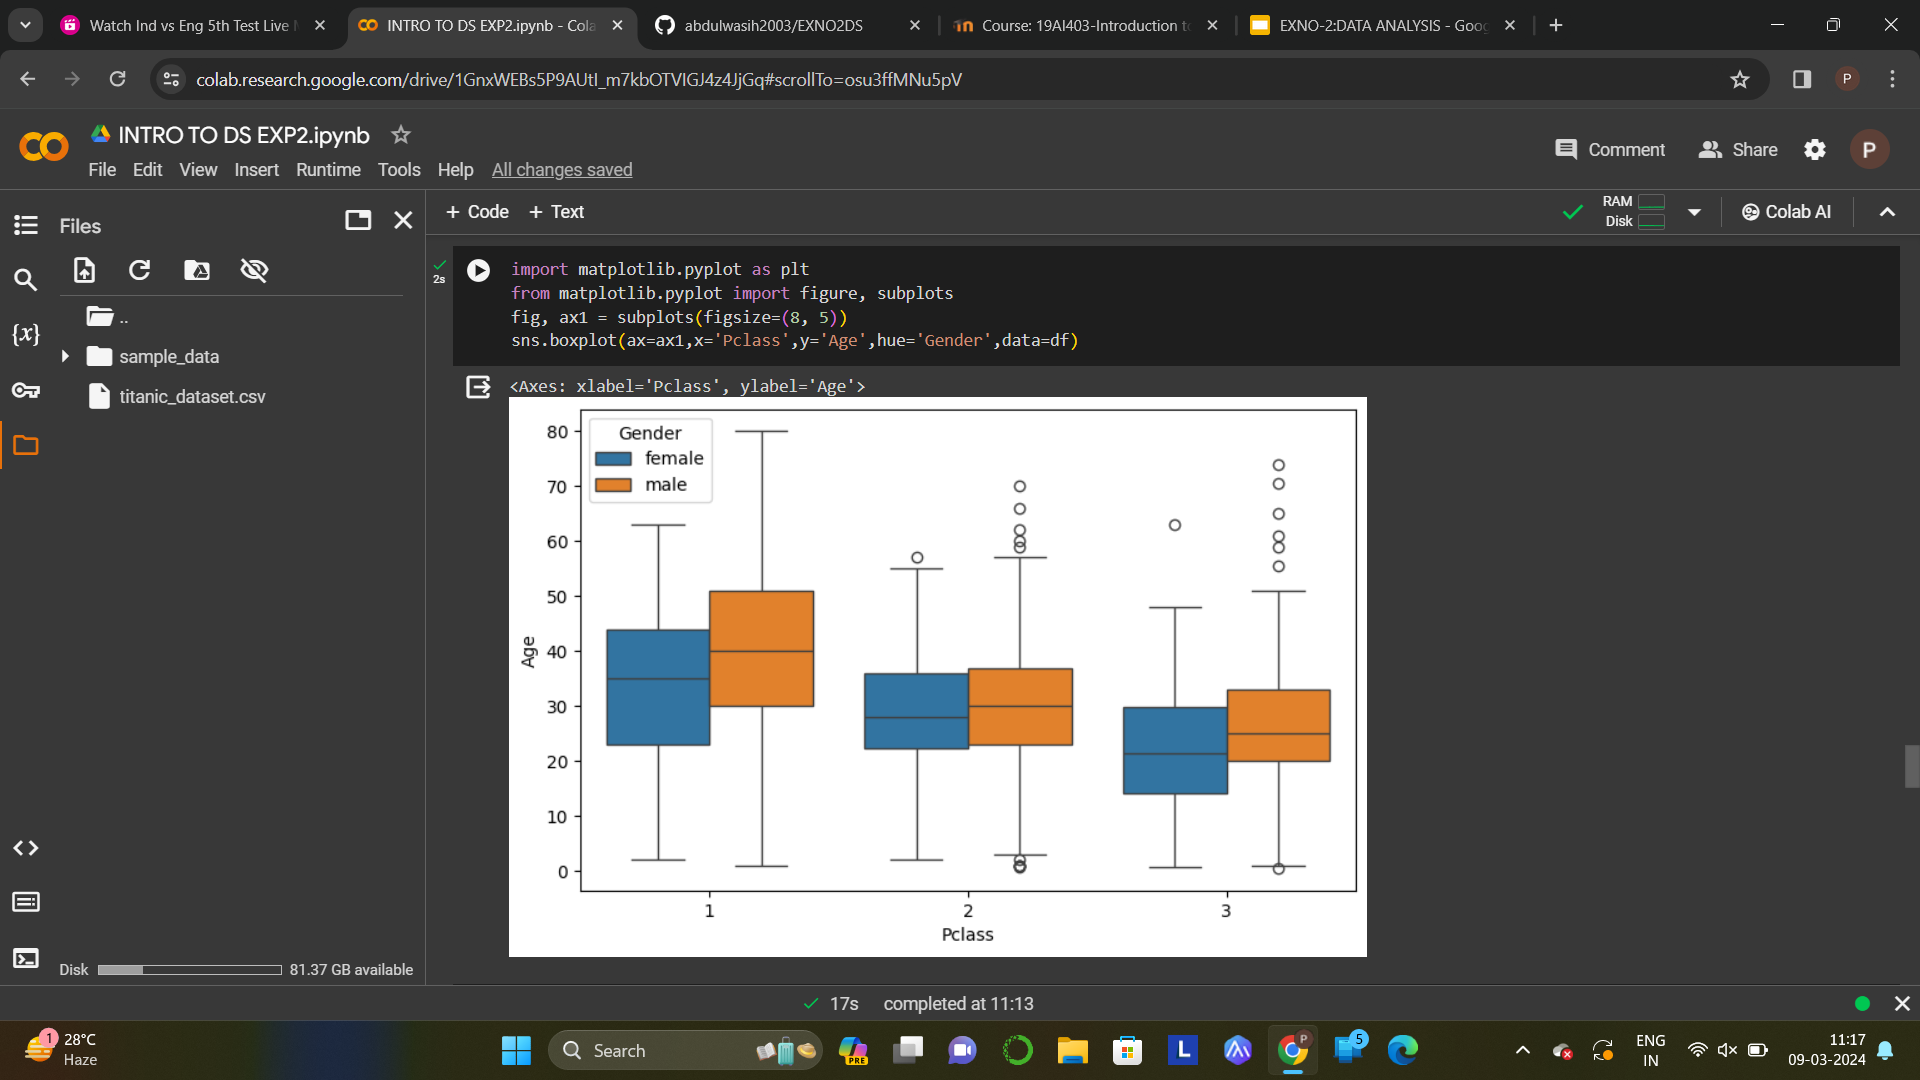 Watch Ind vs Eng 5th Test Live
INTRO TO DS EXP2.ipynb - Cola
abdulwasih2003/EXNO2DS
Course: 19AI403-Introduction to
EXNO-2:DATA ANALYSIS - Goog
colab.research.google.com/drive/1GnxWEBs5P9AUtI_m7kbOTVIGJ4z4JjGq#scrollTo=osu3ffMNu5pV
P
CO
INTRO TO DS EXP2.ipynb
File Edit View Insert Runtime Tools Help All changes saved
Comment
Share
P
Files
+ Code + Text
RAM
Disk
Colab AI
..
sample_data
titanic_dataset.csv
{x}
2s
import matplotlib.pyplot as plt
from matplotlib.pyplot import figure, subplots
fig, ax1 = subplots(figsize=(8, 5))
sns.boxplot(ax=ax1,x='Pclass',y='Age',hue='Gender',data=df)
<Axes: xlabel='Pclass', ylabel='Age'>
Gender
female
male
80
70
60
50
40
30
20
10
0
Age
1 2 3
Pclass
Disk 81.37 GB available
17s completed at 11:13
1
28°C
Haze
Search
PRE
L
P
5
ENG
IN
11:17
09-03-2024